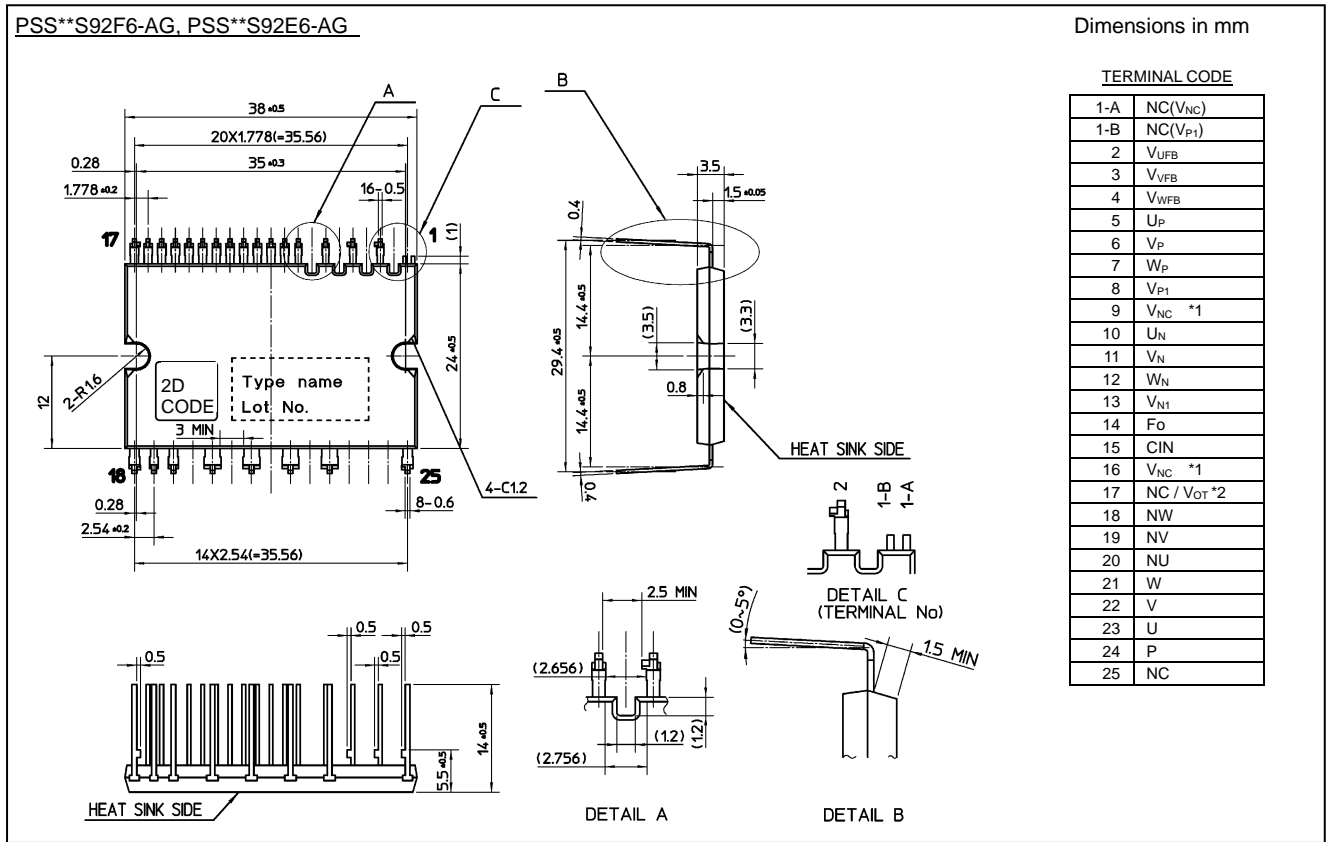 PSS**S92F6-AG, PSS**S92E6-AG
Dimensions in mm
TERMINAL CODE
1-A NC(VNC)
1-B NC(VP1)
2 VUFB
3 VVFB
4 VWFB
5 UP
6 VP
7 WP
8 VP1
9 VNC *1
10 UN
11 VN
12 WN
13 VN1
14 Fo
15 CIN
16 VNC *1
17 NC / VOT *2
18 NW
19 NV
20 NU
21 W
22 V
23 U
24 P
25 NC
A
C
B
38 ±0.5
20X1.778(=35.56)
0.28
35 ±0.3
1.778 ±0.2
16-0.5
17
1
(1)
24 ±0.5
12
2-R1.6
2D
CODE
Type name
Lot No.
3 MIN
18
25
4-C1.2
0.28
8-0.6
2.54 ±0.2
14X2.54(=35.56)
3.5
1.5 ±0.05
0.4
29.4 ±0.5
14.4 ±0.5
14.4 ±0.5
(3.5)
(3.3)
0.8
0.4
HEAT SINK SIDE
2
1-B
1-A
DETAIL C
(TERMINAL No)
0.5
0.5
0.5
0.5
14 ±0.5
5.5 ±0.5
HEAT SINK SIDE
2.5 MIN
(2.656)
(1.2)
(1.2)
(2.756)
DETAIL A
(0~5°)
1.5 MIN
DETAIL B